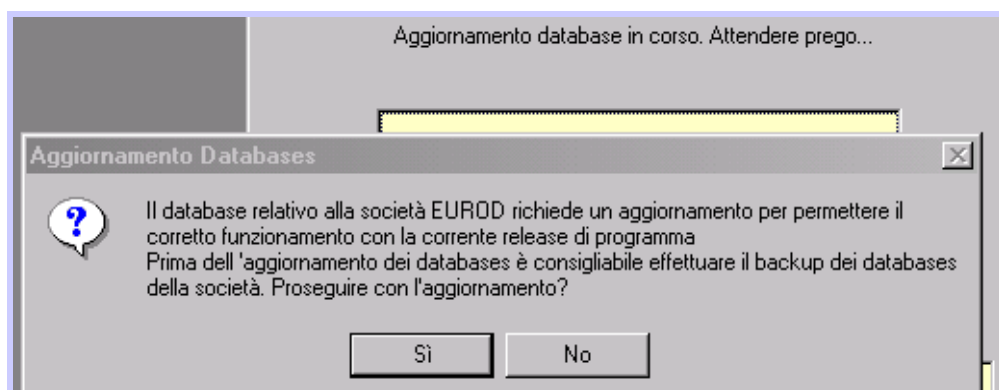 Aggiornamento database in corso. Attendere prego...
Aggiornamento Databases
?
Il database relativo alla società EUROD richiede un aggiornamento per permettere il
corretto funzionamento con la corrente release di programma
Prima dell 'aggiornamento dei databases è consigliabile effettuare il backup dei databases
della società. Proseguire con l'aggiornamento?
Sì No